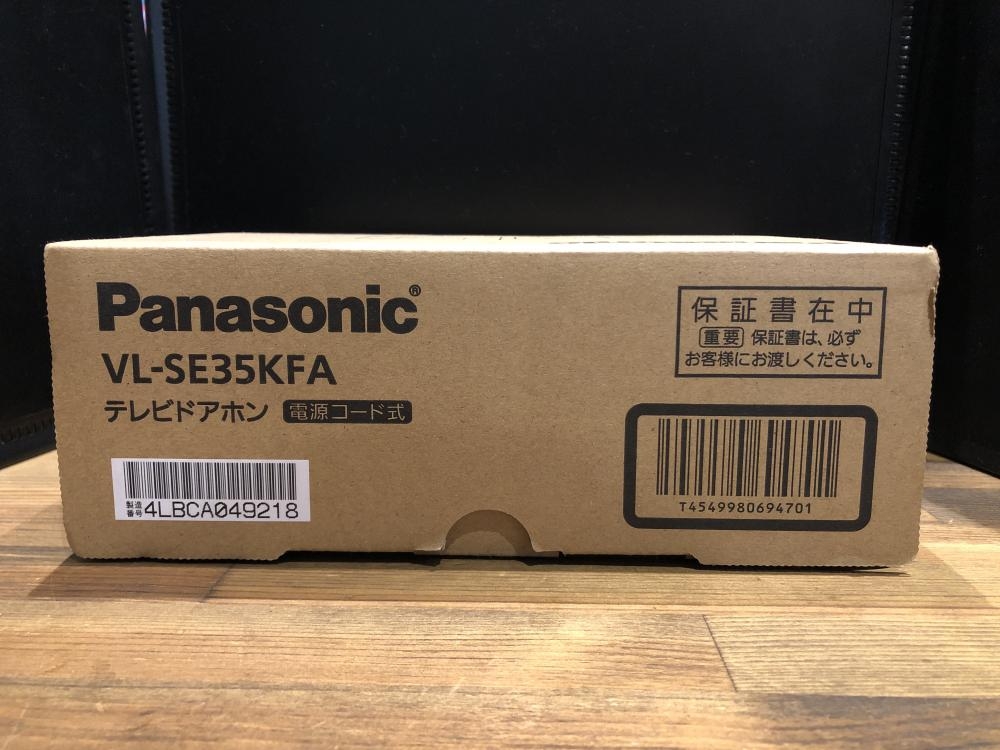 Panasonic®
VL-SE35KFA
テレビドアホン 電源コード式
製造番号 4LBCA049218
保証書在中
重要 保証書は、必ず
お客様にお渡しください。
T4549980694701